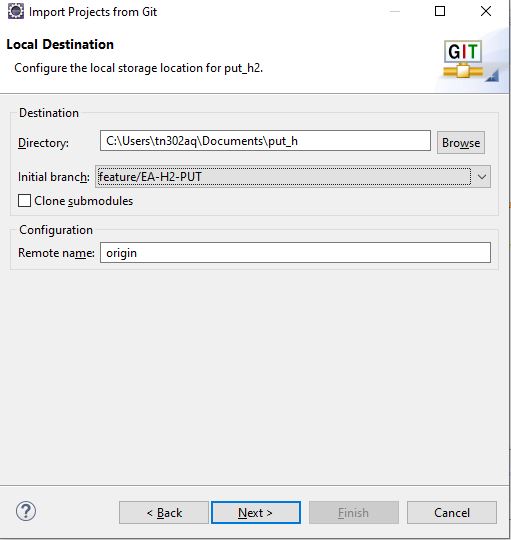 Import Projects from Git
Local Destination
Configure the local storage location for put_h2.
GIT
Destination
Directory: C:\Users\tn302aq\Documents\put_h Browse
Initial branch: feature/EA-H2-PUT
Clone submodules
Configuration
Remote name: origin
? < Back Next > Finish Cancel